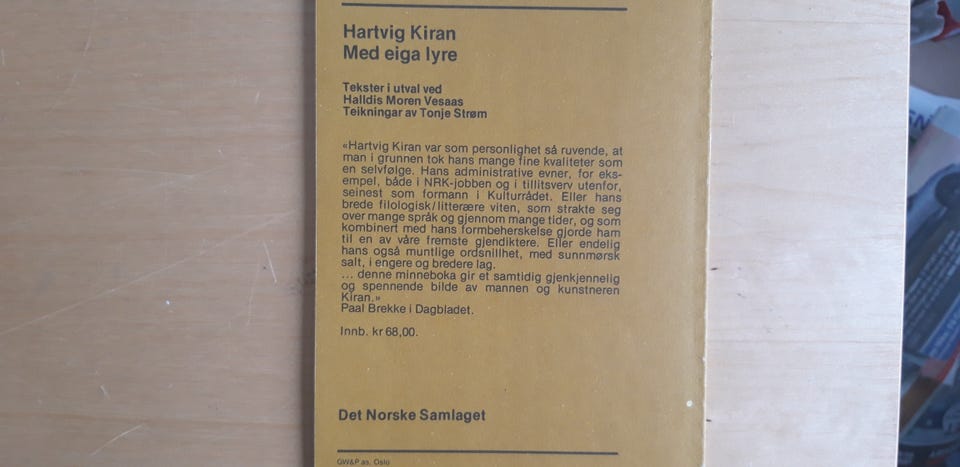 Hartvig Kiran
Med eiga lyre
Tekster i utval ved
Halldis Moren Vesaas
Teikningar av Tonje Strøm
«Hartvig Kiran var som personlighet så ruvende, at
man i grunnen tok hans mange fine kvaliteter som
en selvfølge. Hans administrative evner, for eks-
empel, både i NRK-jobben og i tillitsverv utenfor,
seinest som formann i Kulturrådet. Eller hans
brede filologisk/litterære viten, som strakte seg
over mange språk og gjennom mange tider, og som
kombinert med hans formbeherskelse gjorde ham
til en av våre fremste gjendiktere. Eller endelig
hans også muntlige ordsnillhet, med sunnmørsk
salt, i engere og bredere lag.
... denne minneboka gir et samtidig gjenkjennelig
og spennende bilde av mannen og kunstneren
Kiran.»
Paal Brekke i Dagbladet.
Innb. kr 68,00.
Det Norske Samlaget
GW&P as. Oslo